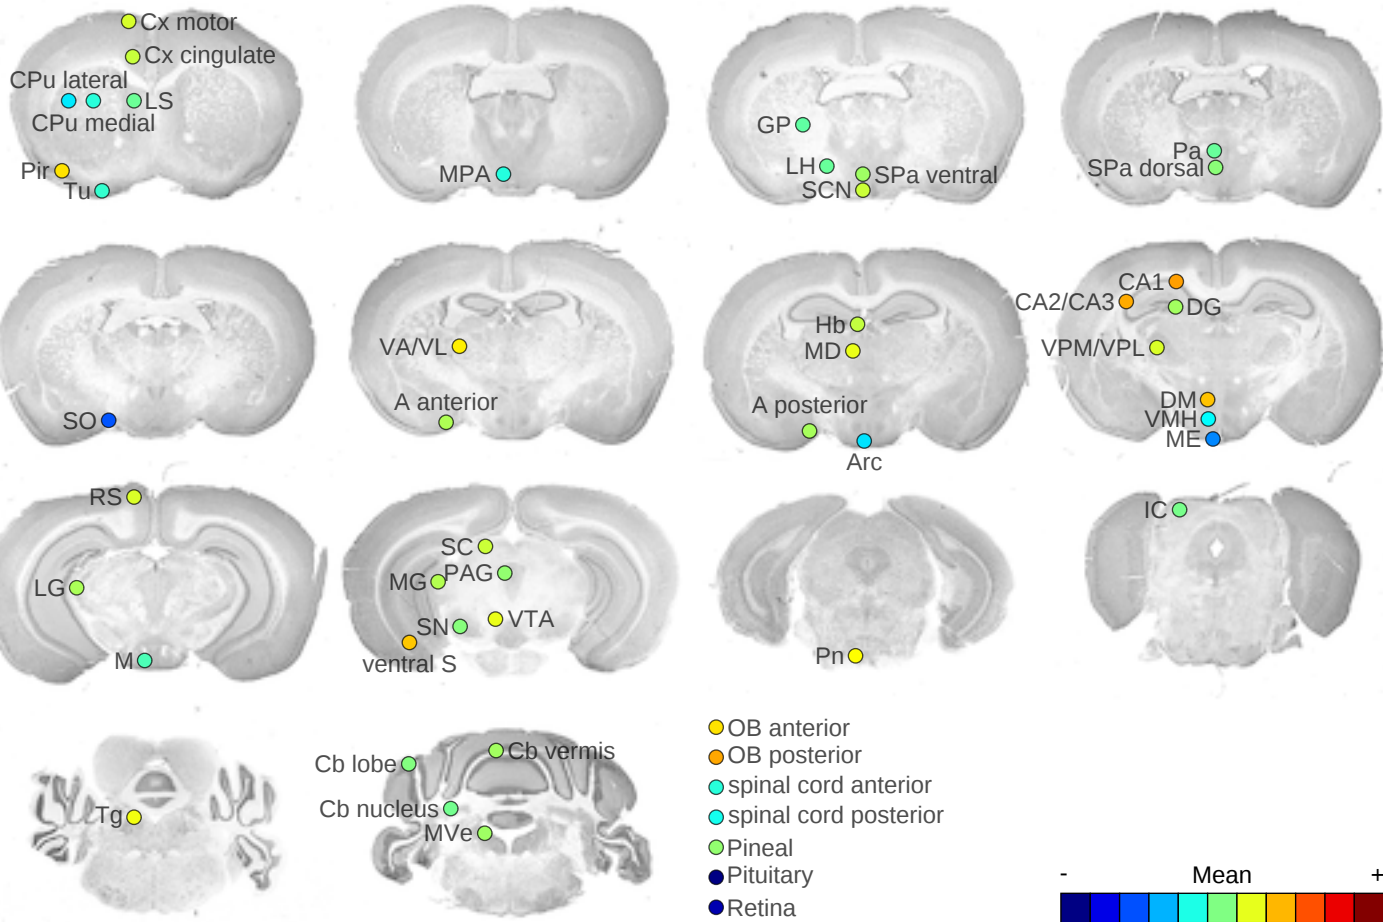 Cx motor
Cx cingulate
CPu lateral
LS
CPu medial
Pir
Tu
MPA
GP
LH
SPa ventral
SCN
Pa
SPa dorsal
SO
VA/VL
A anterior
Hb
MD
A posterior
Arc
CA1
CA2/CA3
DG
VPM/VPL
DM
VMH
ME
RS
LG
M
SC
PAG
MG
SN
VTA
ventral S
Pn
IC
Tg
Cb lobe
Cb vermis
Cb nucleus
MVe
OB anterior
OB posterior
spinal cord anterior
spinal cord posterior
Pineal
Pituitary
Retina
- Mean +